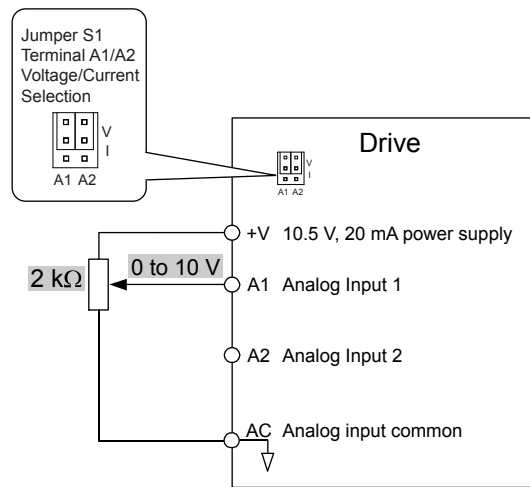 Jumper S1
Terminal A1/A2
Voltage/Current
Selection
V
I
A1 A2
Drive
V
I
A1 A2
+V 10.5 V, 20 mA power supply
2 kΩ
0 to 10 V
A1 Analog Input 1
A2 Analog Input 2
AC Analog input common